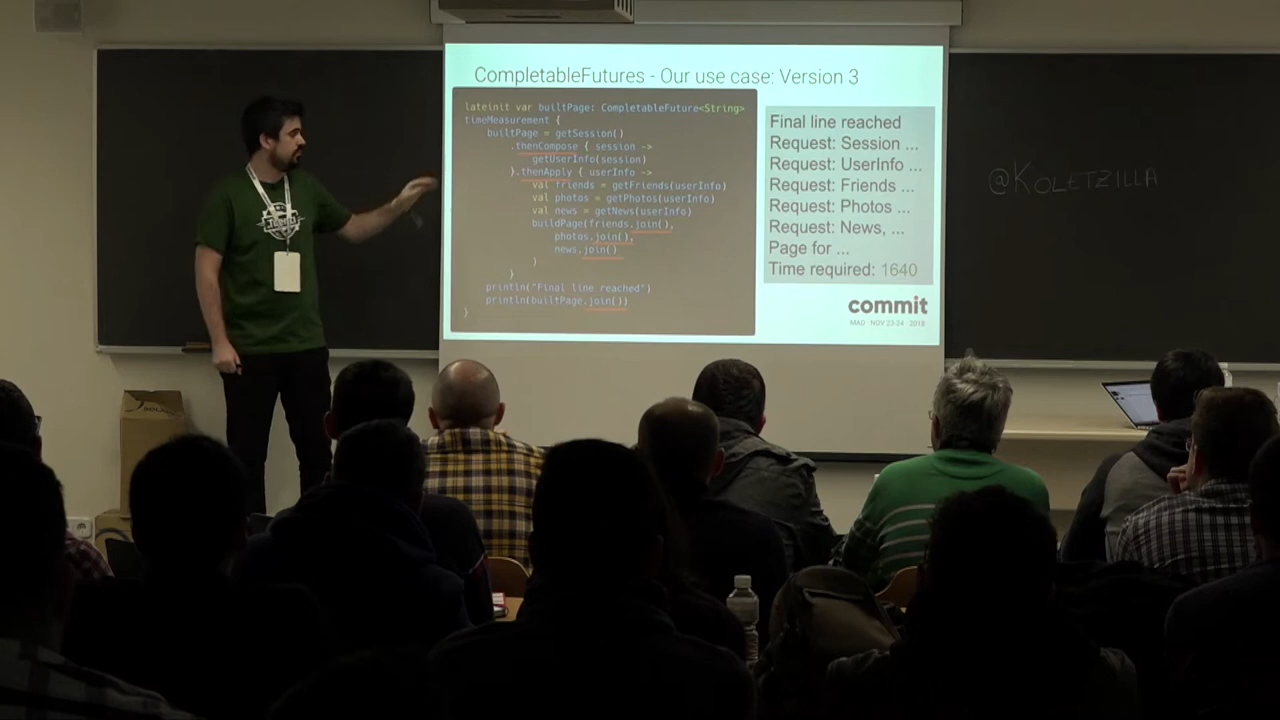 CompletableFutures - Our use case: Version 3
lateinit var builtPage: CompletableFuture<String>
timeMeasurement {
builtPage = getSession()
.thenCompose { session ->
getUserInfo(session)
}.thenApply { userInfo ->
val friends = getFriends(userInfo)
val photos = getPhotos(userInfo)
val news = getNews(userInfo)
buildPage(friends.join(),
photos.join(),
news.join()
)
}
println("Final line reached")
println(builtPage.join())
}
Final line reached
Request: Session ...
Request: UserInfo ...
Request: Friends ...
Request: Photos ...
Request: News, ...
Page for ...
Time required: 1640
commit
MAD · NOV 23-24 · 2018
@KOLETZILLA